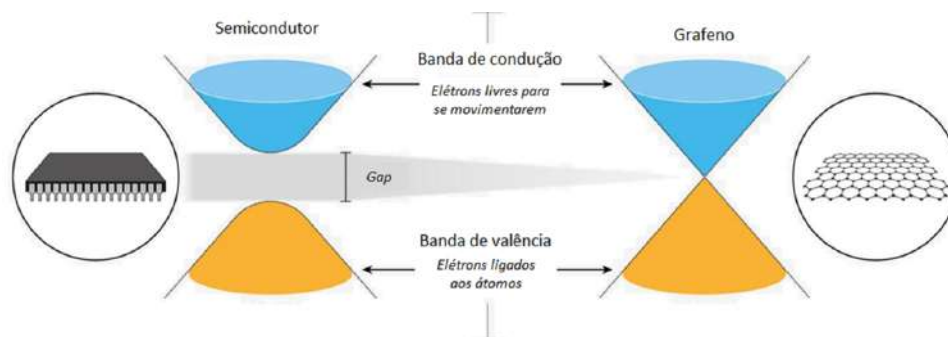 Semicondutor
Grafeno
Banda de condução
Elétrons livres para
se movimentarem
Gap
Banda de valência
Elétrons ligados
aos átomos